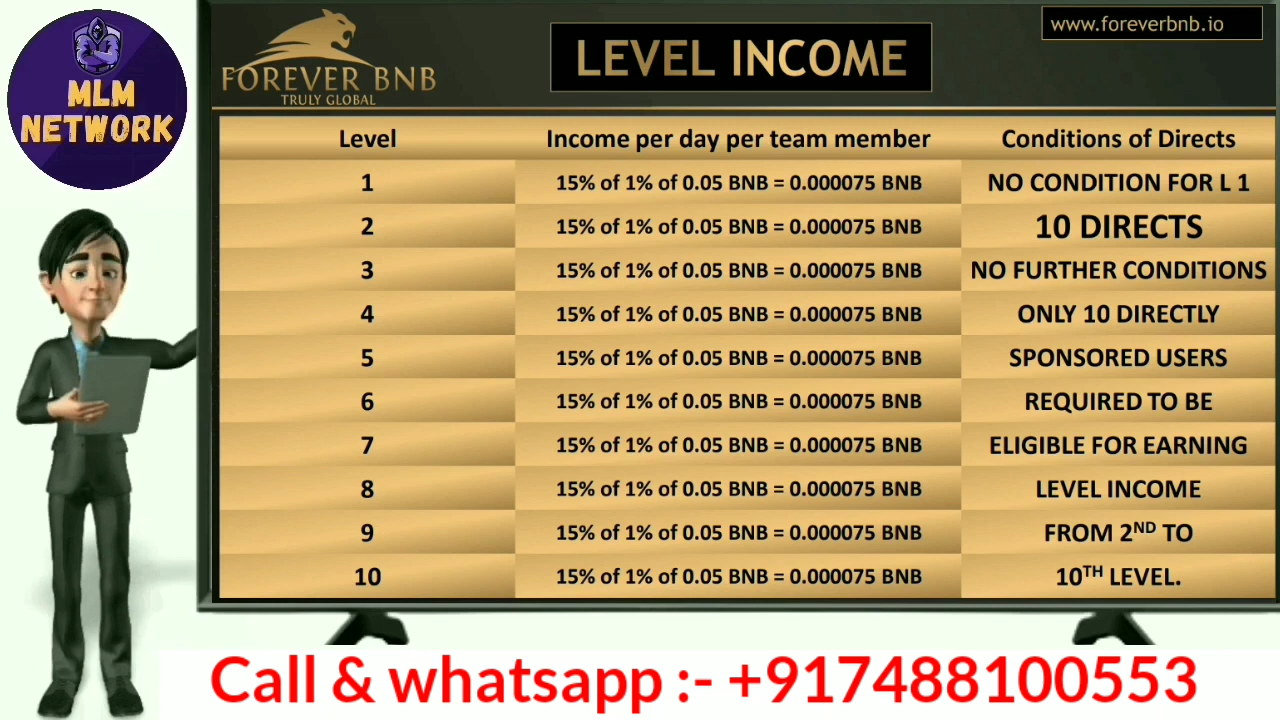 MLM
NETWORK
FOREVER BNB
TRULY GLOBAL
LEVEL INCOME
www.foreverbnb.io
Level Income per day per team member Conditions of Directs
1 15% of 1% of 0.05 BNB = 0.000075 BNB NO CONDITION FOR L 1
2 15% of 1% of 0.05 BNB = 0.000075 BNB 10 DIRECTS
3 15% of 1% of 0.05 BNB = 0.000075 BNB NO FURTHER CONDITIONS
4 15% of 1% of 0.05 BNB = 0.000075 BNB ONLY 10 DIRECTLY
5 15% of 1% of 0.05 BNB = 0.000075 BNB SPONSORED USERS
6 15% of 1% of 0.05 BNB = 0.000075 BNB REQUIRED TO BE
7 15% of 1% of 0.05 BNB = 0.000075 BNB ELIGIBLE FOR EARNING
8 15% of 1% of 0.05 BNB = 0.000075 BNB LEVEL INCOME
9 15% of 1% of 0.05 BNB = 0.000075 BNB FROM 2ND TO
10 15% of 1% of 0.05 BNB = 0.000075 BNB 10TH LEVEL.
Call & whatsapp :- +917488100553